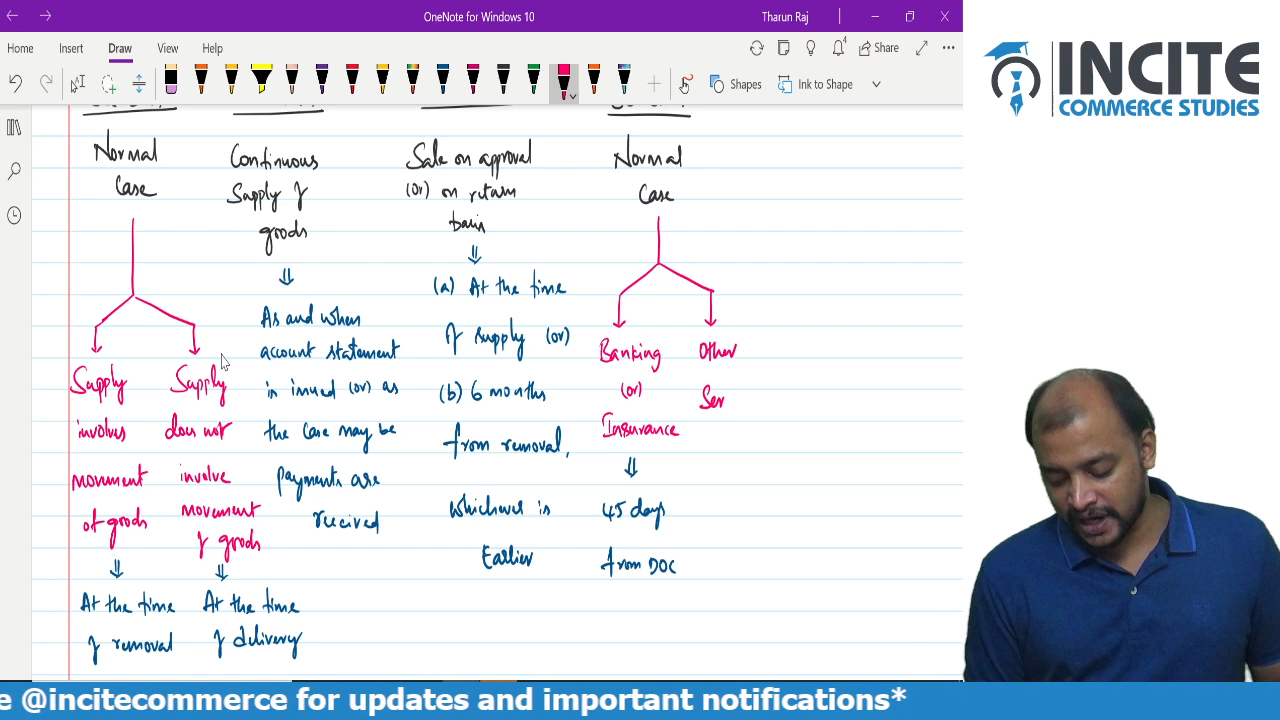 OneNote for Windows 10
Tharun Raj
Home Insert Draw View Help
4
Share
Shapes
Ink to Shape
INCITE
COMMERCE STUDIES
Normal
Case
Supply
involves
movement
of goods
At the time
of removal
Supply
does not
involve
movement
of goods
At the time
of delivery
Continuous
Supply of
goods
As and when
account statement
is issued (or) as
the case may be
payments are
received
Sale on approval
(or) on return
basis
(a) At the time
of supply (or)
(b) 6 months
from removal,
whichever is
Earlier
Normal
Case
Banking
(or)
Insurance
45 days
from DOC
Other
Ser
e @incitecommerce for updates and important notifications*